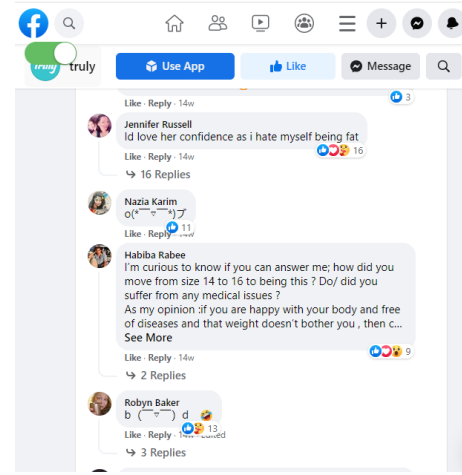 truly
truly
Use App
Like
Message
Like · Reply · 14w
3
Jennifer Russell
Id love her confidence as i hate myself being fat
16
Like · Reply · 14w
16 Replies
Nazia Karim
o(*￣▽￣*)ブ
11
Like · Reply · 14w
Habiba Rabee
I'm curious to know if you can answer me; how did you
move from size 14 to 16 to being this ? Do/ did you
suffer from any medical issues ?
As my opinion :if you are happy with your body and free
of diseases and that weight doesn't bother you , then c...
See More
9
Like · Reply · 14w
2 Replies
Robyn Baker
b (￣▽￣) d 🤣
13
Like · Reply · 14w · Edited
3 Replies